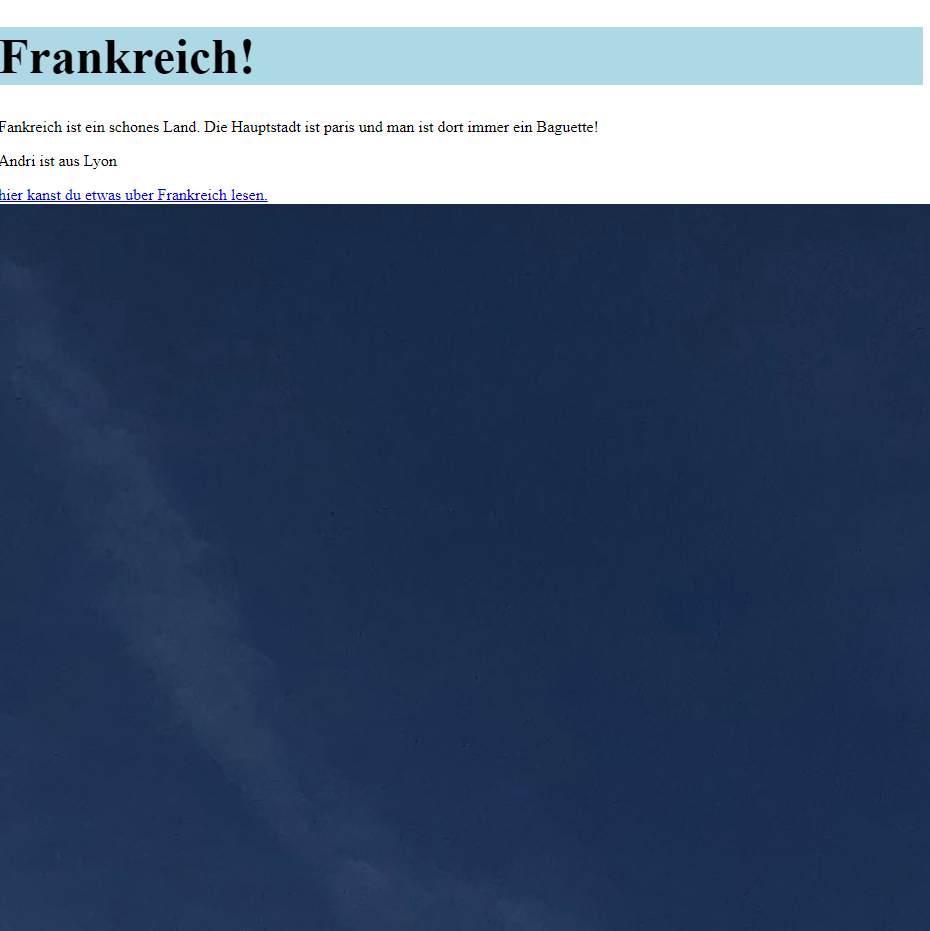 Frankreich!
Fankreich ist ein schones Land. Die Hauptstadt ist paris und man ist dort immer ein Baguette!
Andri ist aus Lyon
hier kanst du etwas uber Frankreich lesen.